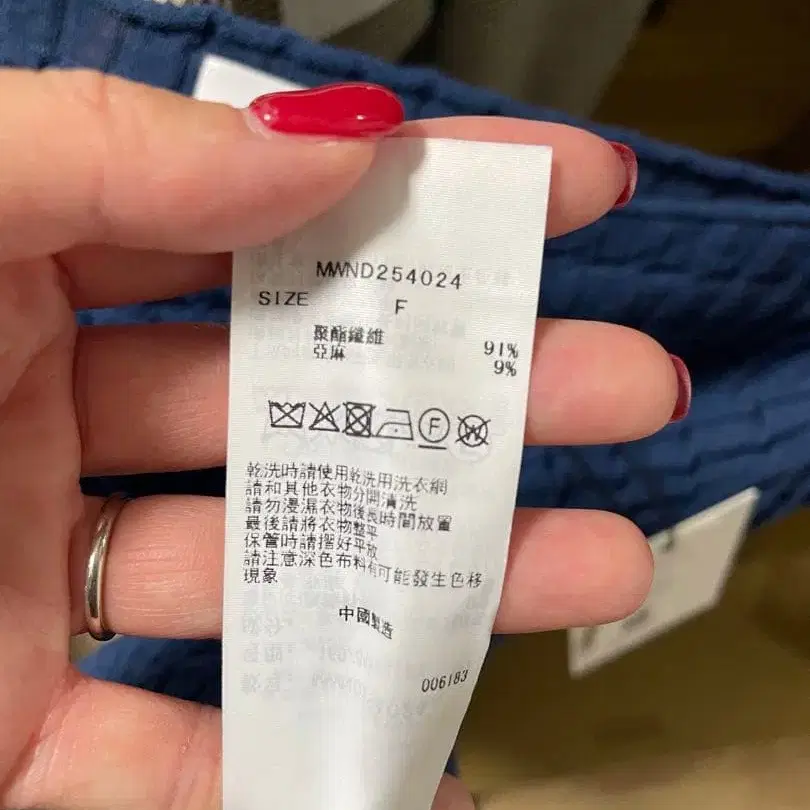 MWND254024
SIZE F
聚酯纖維 91%
亞麻 9%
F W
乾洗時請使用乾洗用洗衣網
請和其他衣物分開清洗
請勿浸濕衣物後長時間放置
最後請將衣物整平
保管時請摺好平放
請注意深色布料有可能發生色移
現象
中國製造
006183